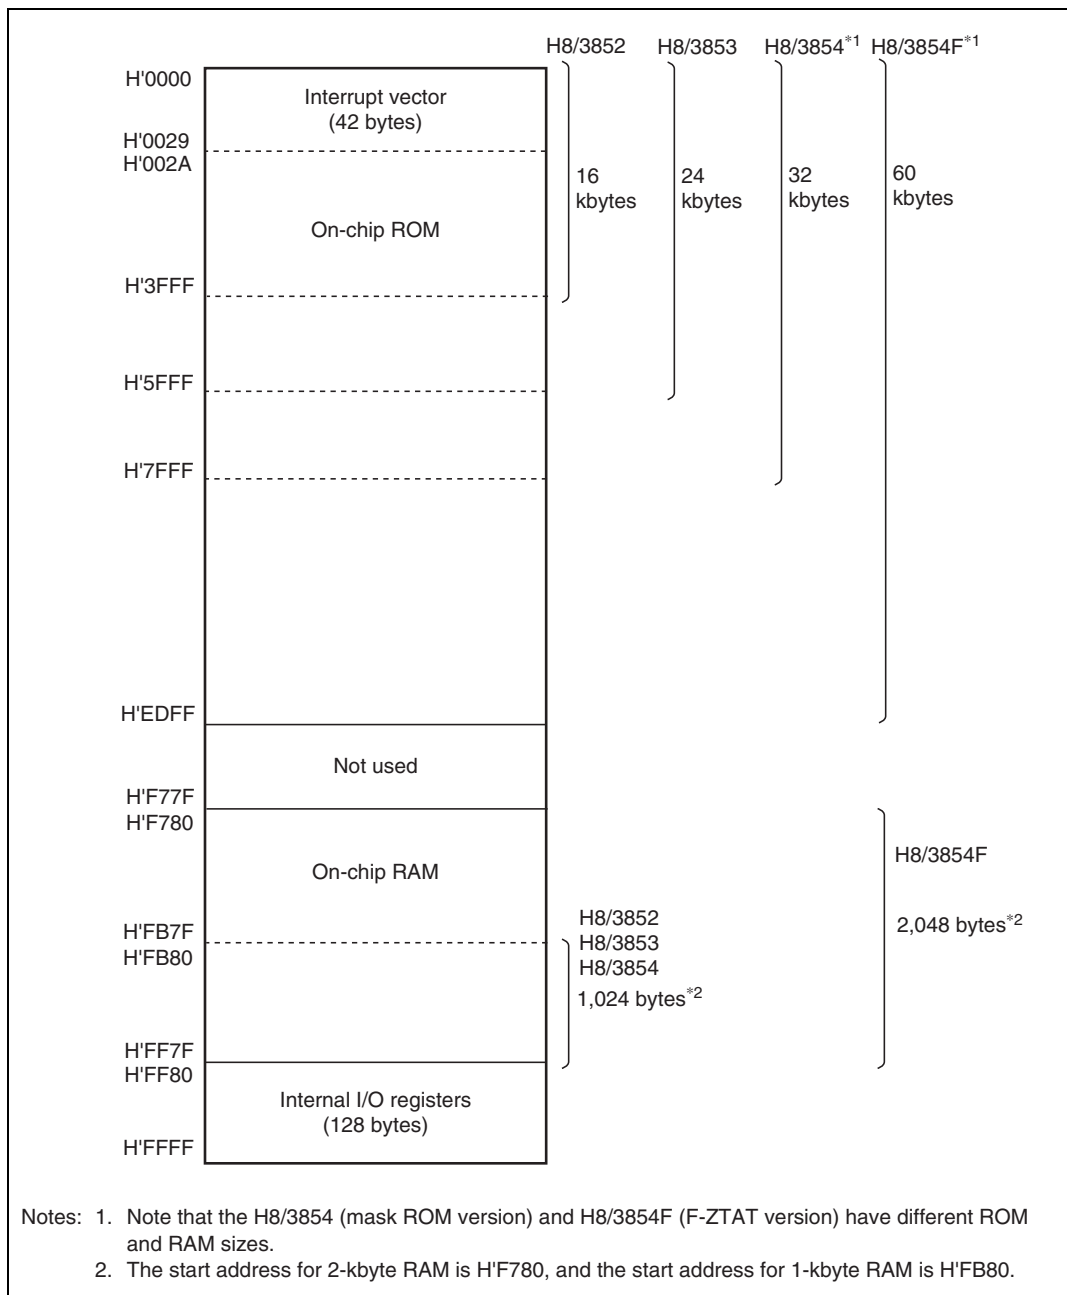 H8/3852 H8/3853 H8/3854*1 H8/3854F*1
H'0000
Interrupt vector
(42 bytes)
H'0029
H'002A
16
kbytes
24
kbytes
32
kbytes
60
kbytes
On-chip ROM
H'3FFF
H'5FFF
H'7FFF
H'EDFF
Not used
H'F77F
H'F780
On-chip RAM
H8/3854F
2,048 bytes*2
H'FB7F
H'FB80
H8/3852
H8/3853
H8/3854
1,024 bytes*2
H'FF7F
H'FF80
Internal I/O registers
(128 bytes)
H'FFFF
Notes: 1. Note that the H8/3854 (mask ROM version) and H8/3854F (F-ZTAT version) have different ROM
and RAM sizes.
2. The start address for 2-kbyte RAM is H'F780, and the start address for 1-kbyte RAM is H'FB80.